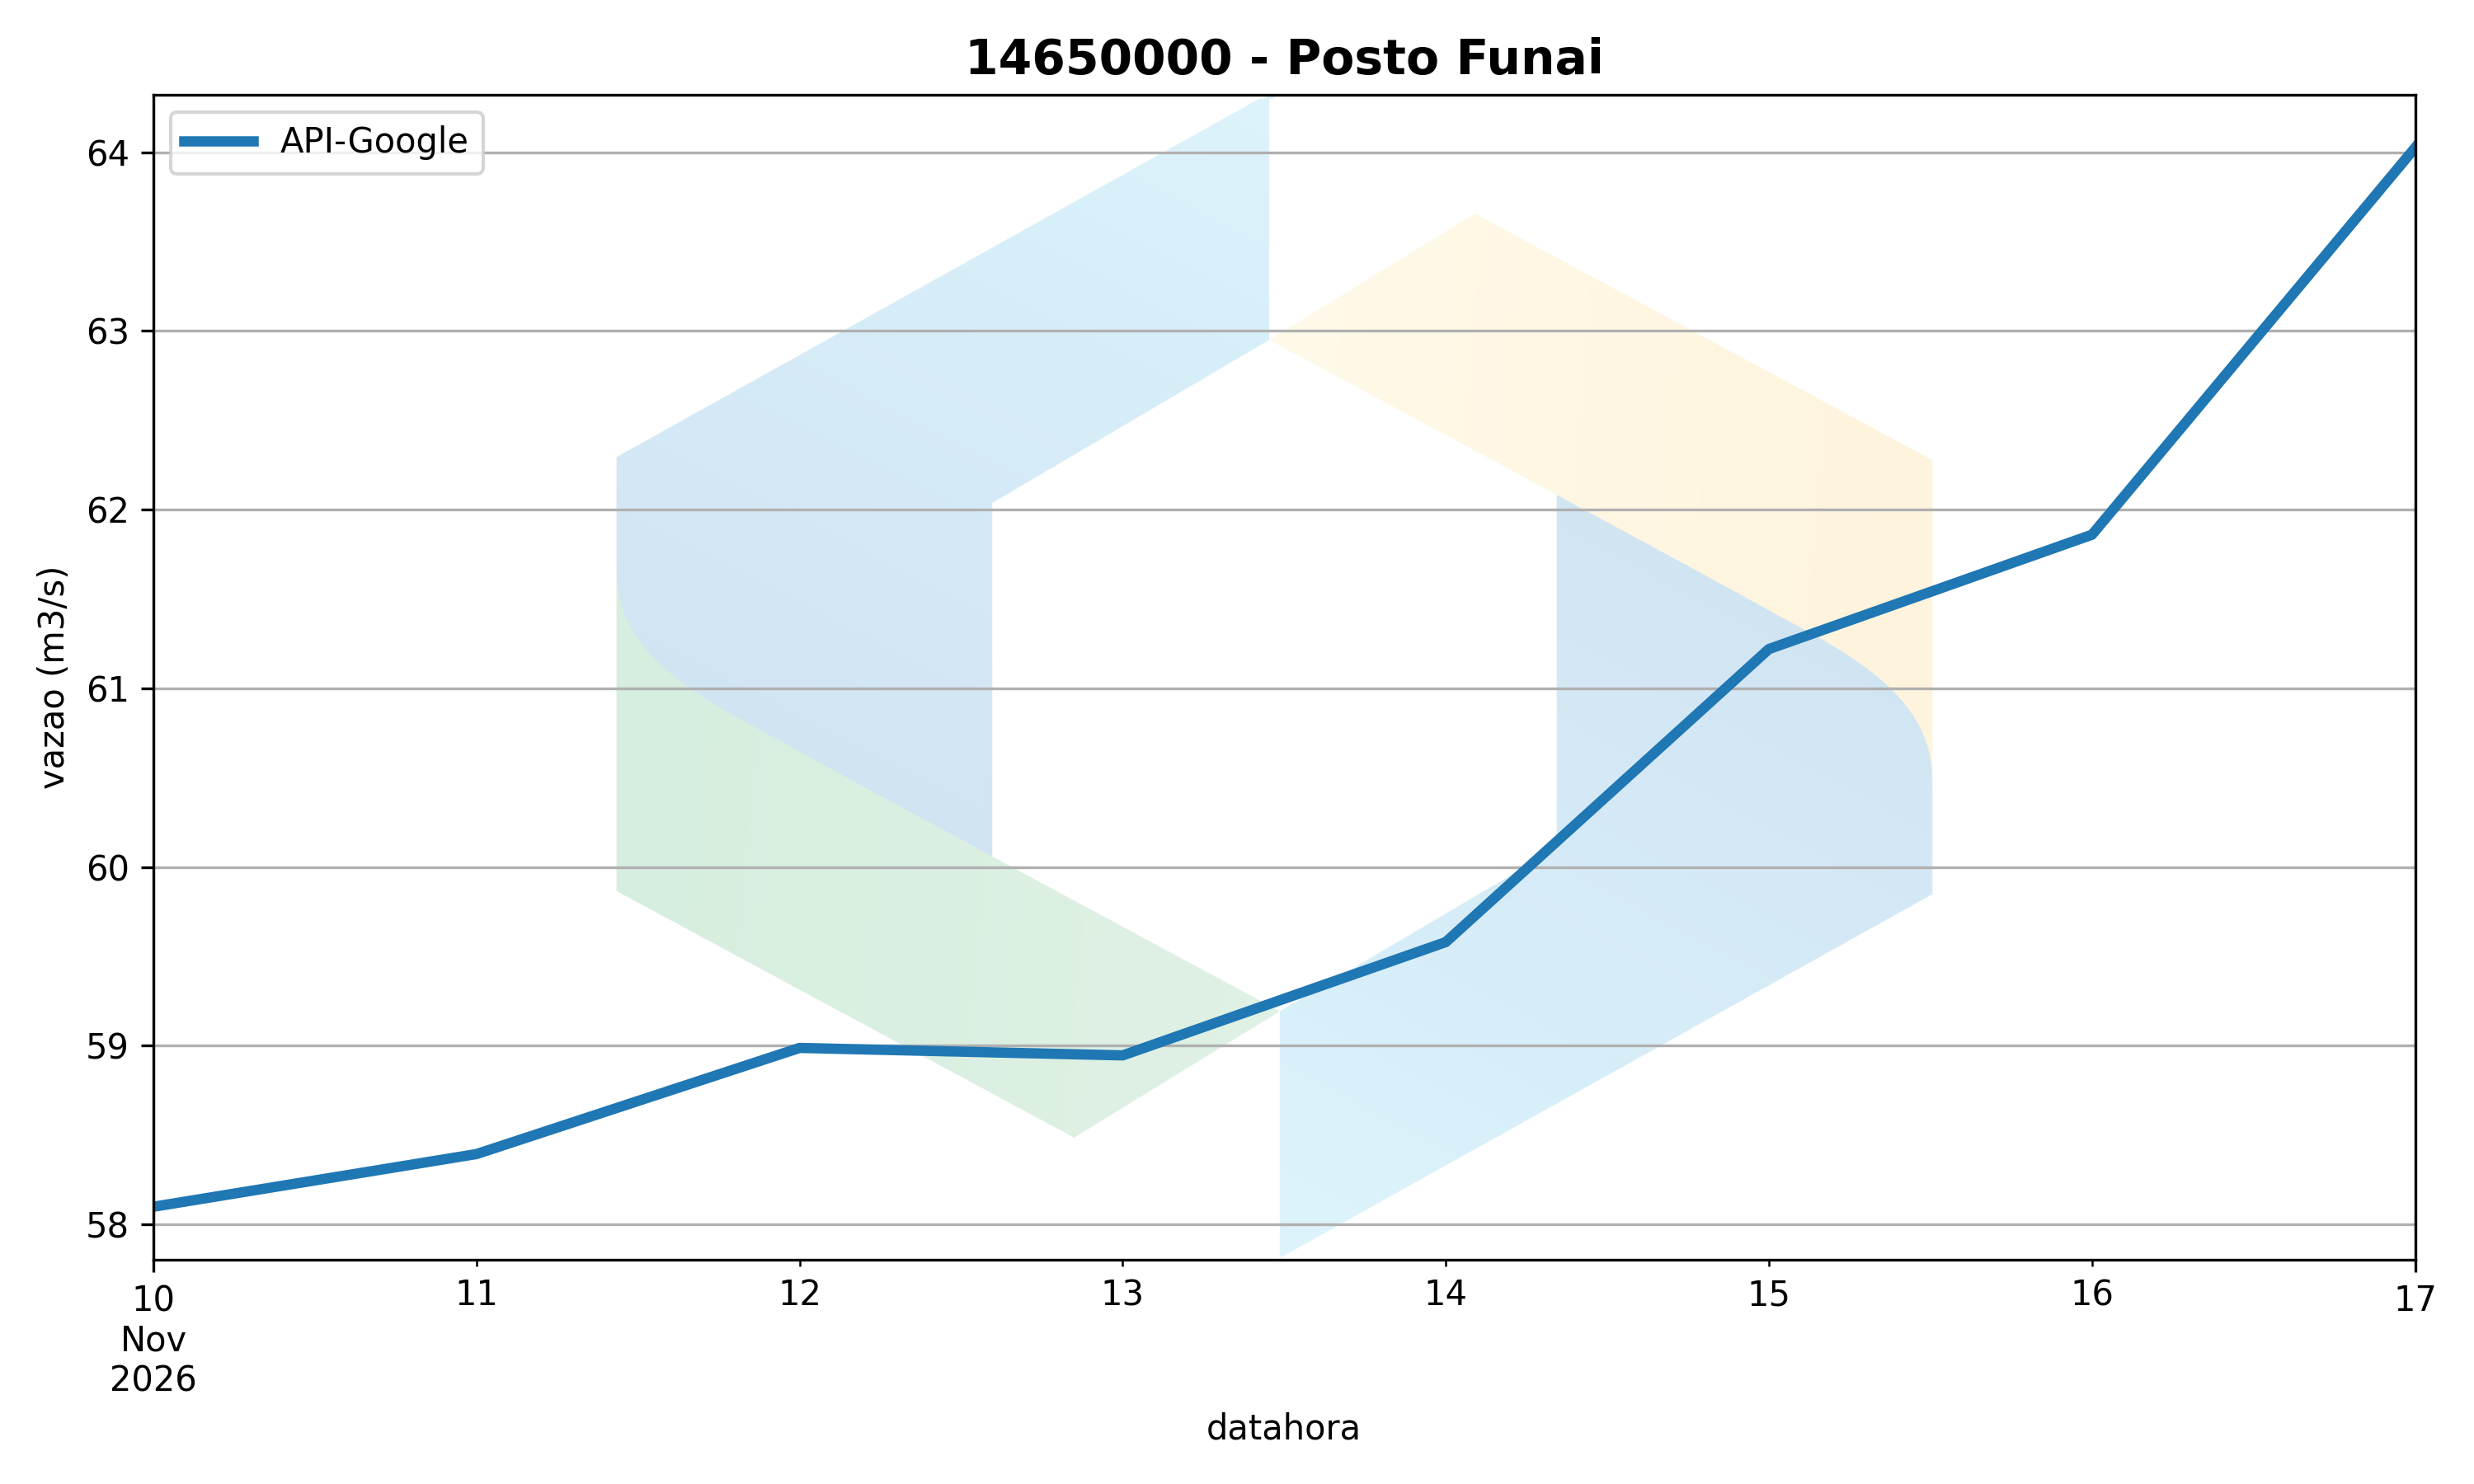 14650000 - Posto Funai
API-Google
vazao (m3/s)
64
63
62
61
60
59
58
10 11 12 13 14 15 16 17
Nov
2026
datahora